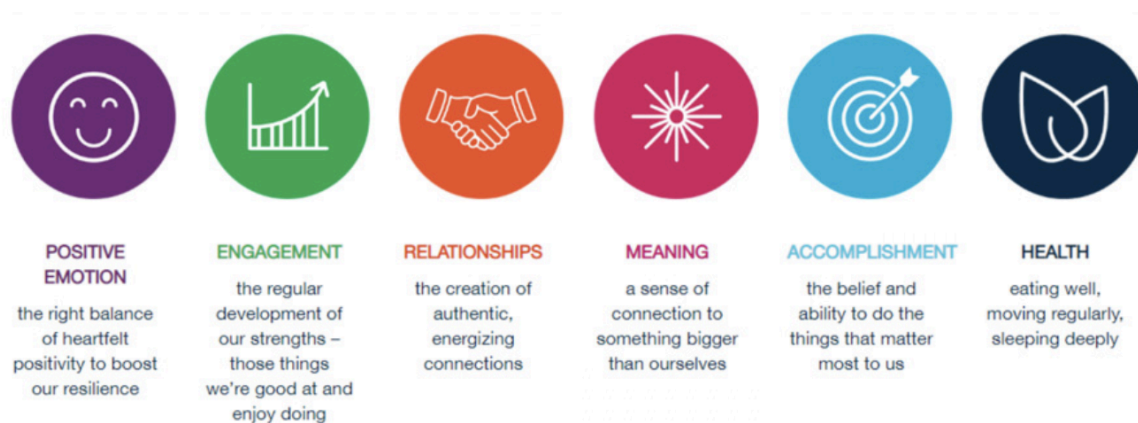 POSITIVE
EMOTION
the right balance
of heartfelt
positivity to boost
our resilience
ENGAGEMENT
the regular
development of
our strengths –
those things
we're good at and
enjoy doing
RELATIONSHIPS
the creation of
authentic,
energizing
connections
MEANING
a sense of
connection to
something bigger
than ourselves
ACCOMPLISHMENT
the belief and
ability to do the
things that matter
most to us
HEALTH
eating well,
moving regularly,
sleeping deeply